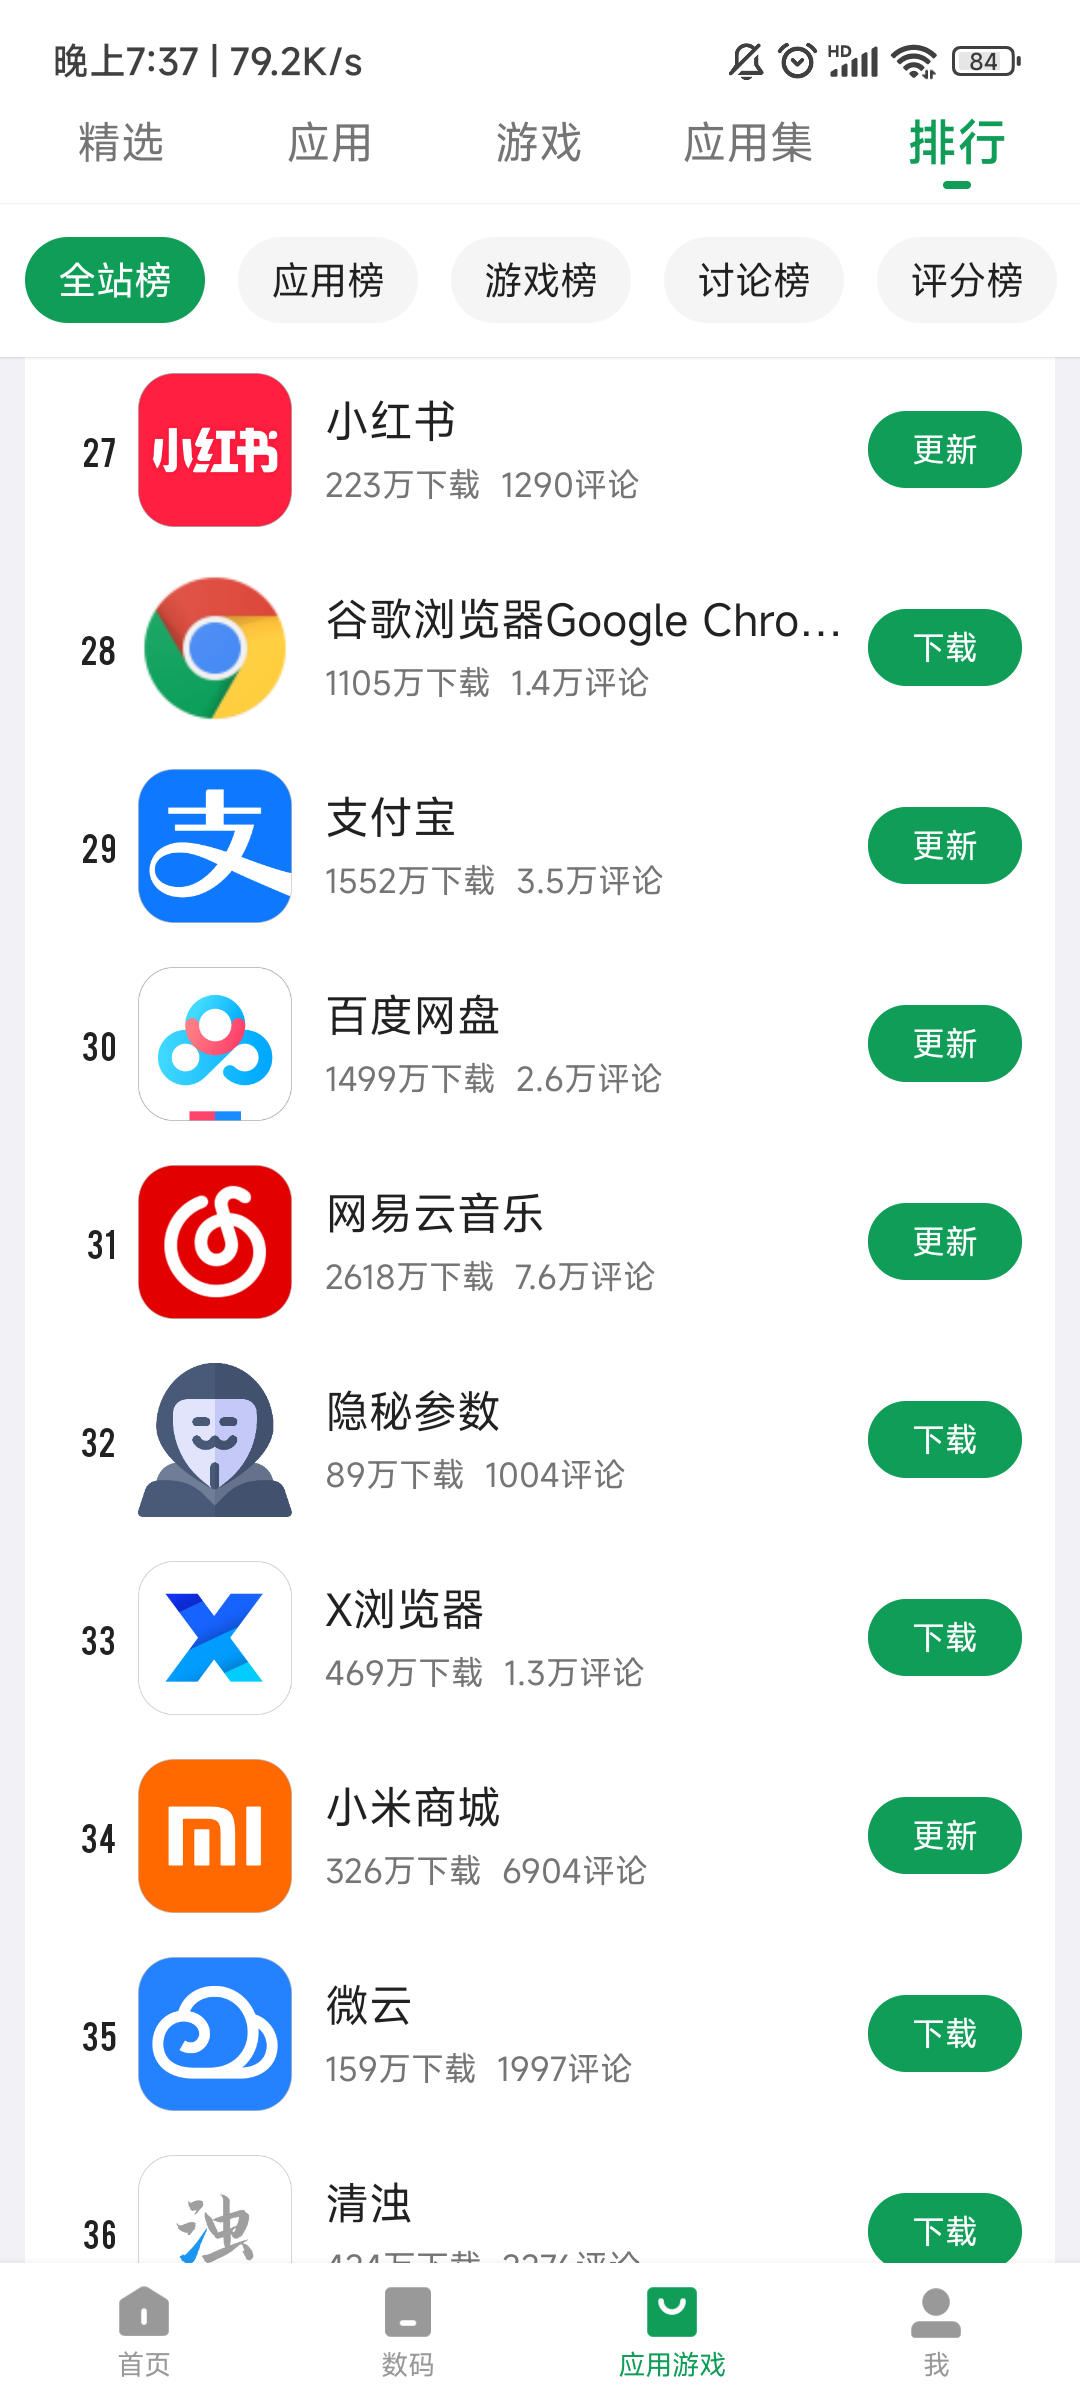 晚上7:37 | 79.2K/s
HD
84
精选 应用 游戏 应用集 排行
全站榜 应用榜 游戏榜 讨论榜 评分榜
27 小红书 小红书 更新
223万下载 1290评论
28 谷歌浏览器Google Chro... 下载
1105万下载 1.4万评论
29 支 支付宝 更新
1552万下载 3.5万评论
30 百度网盘 更新
1499万下载 2.6万评论
31 网易云音乐 更新
2618万下载 7.6万评论
32 隐秘参数 下载
89万下载 1004评论
33 X X浏览器 下载
469万下载 1.3万评论
34 mi 小米商城 更新
326万下载 6904评论
35 微云 下载
159万下载 1997评论
36 浊 清浊 下载
首页 数码 应用游戏 我